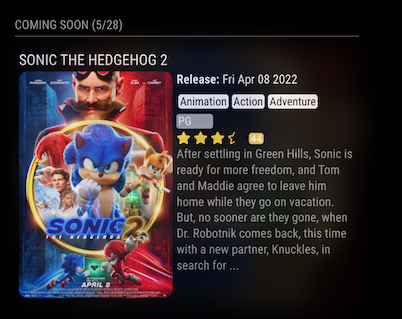 COMING SOON (5/28)
SONIC THE HEDGEHOG 2
Release: Fri Apr 08 2022
Animation Action Adventure
PG
44
After settling in Green Hills, Sonic is
ready for more freedom, and Tom
and Maddie agree to leave him
home while they go on vacation.
But, no sooner are they gone, when
Dr. Robotnik comes back, this time
with a new partner, Knuckles, in
search for ...
SONIC 2
THE HEDGEHOG
APRIL 8